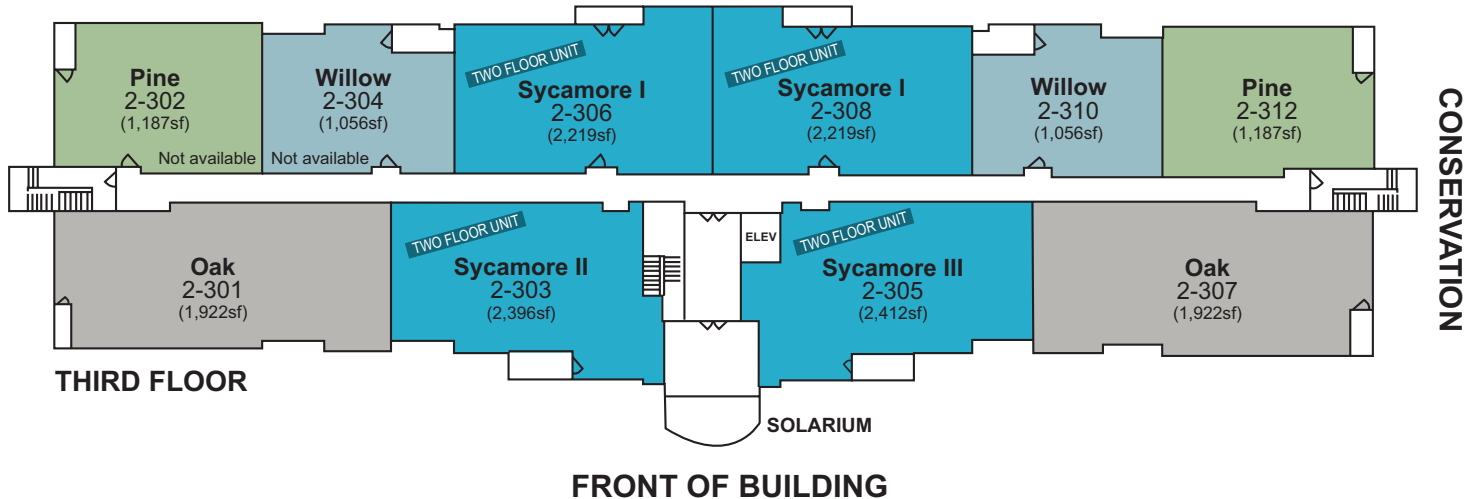 Pine
2-302
(1,187sf)
Not available
Willow
2-304
(1,056sf)
Not available
TWO FLOOR UNIT
Sycamore I
2-306
(2,219sf)
TWO FLOOR UNIT
Sycamore I
2-308
(2,219sf)
Willow
2-310
(1,056sf)
Pine
2-312
(1,187sf)
CONSERVATION
Oak
2-301
(1,922sf)
TWO FLOOR UNIT
Sycamore II
2-303
(2,396sf)
ELEV
TWO FLOOR UNIT
Sycamore III
2-305
(2,412sf)
Oak
2-307
(1,922sf)
THIRD FLOOR
SOLARIUM
FRONT OF BUILDING